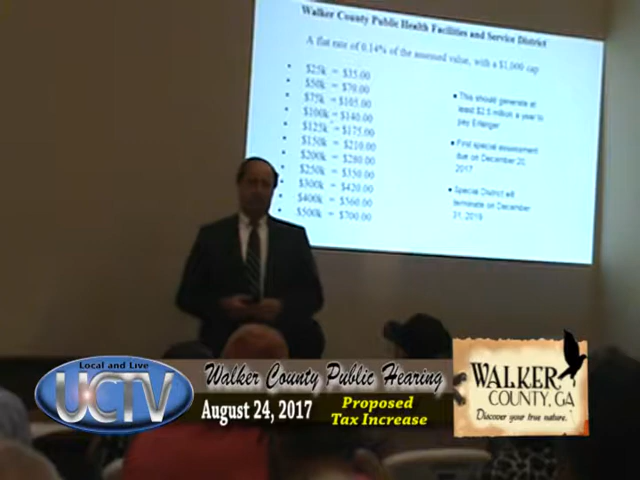 Walker County Public Health Facilities and Service District
A flat rate of 0.14% of the assessed value, with a $1,000 cap
• $25k = $35.00
• $50k = $70.00
• $75k = $105.00
• $100k = $140.00
• $125k = $175.00
• $150k = $210.00
• $200k = $280.00
• $250k = $350.00
• $300k = $420.00
• $400k = $560.00
• $500k = $700.00
• This should generate at
least $2.5 million a year to
pay Erlanger
• First special assessment
due on December 20,
2017
• Special District will
terminate on December
31, 2019
Local and Live
UCTV
Walker County Public Hearing
August 24, 2017
Proposed
Tax Increase
WALKER
COUNTY, GA
Discover your true nature.